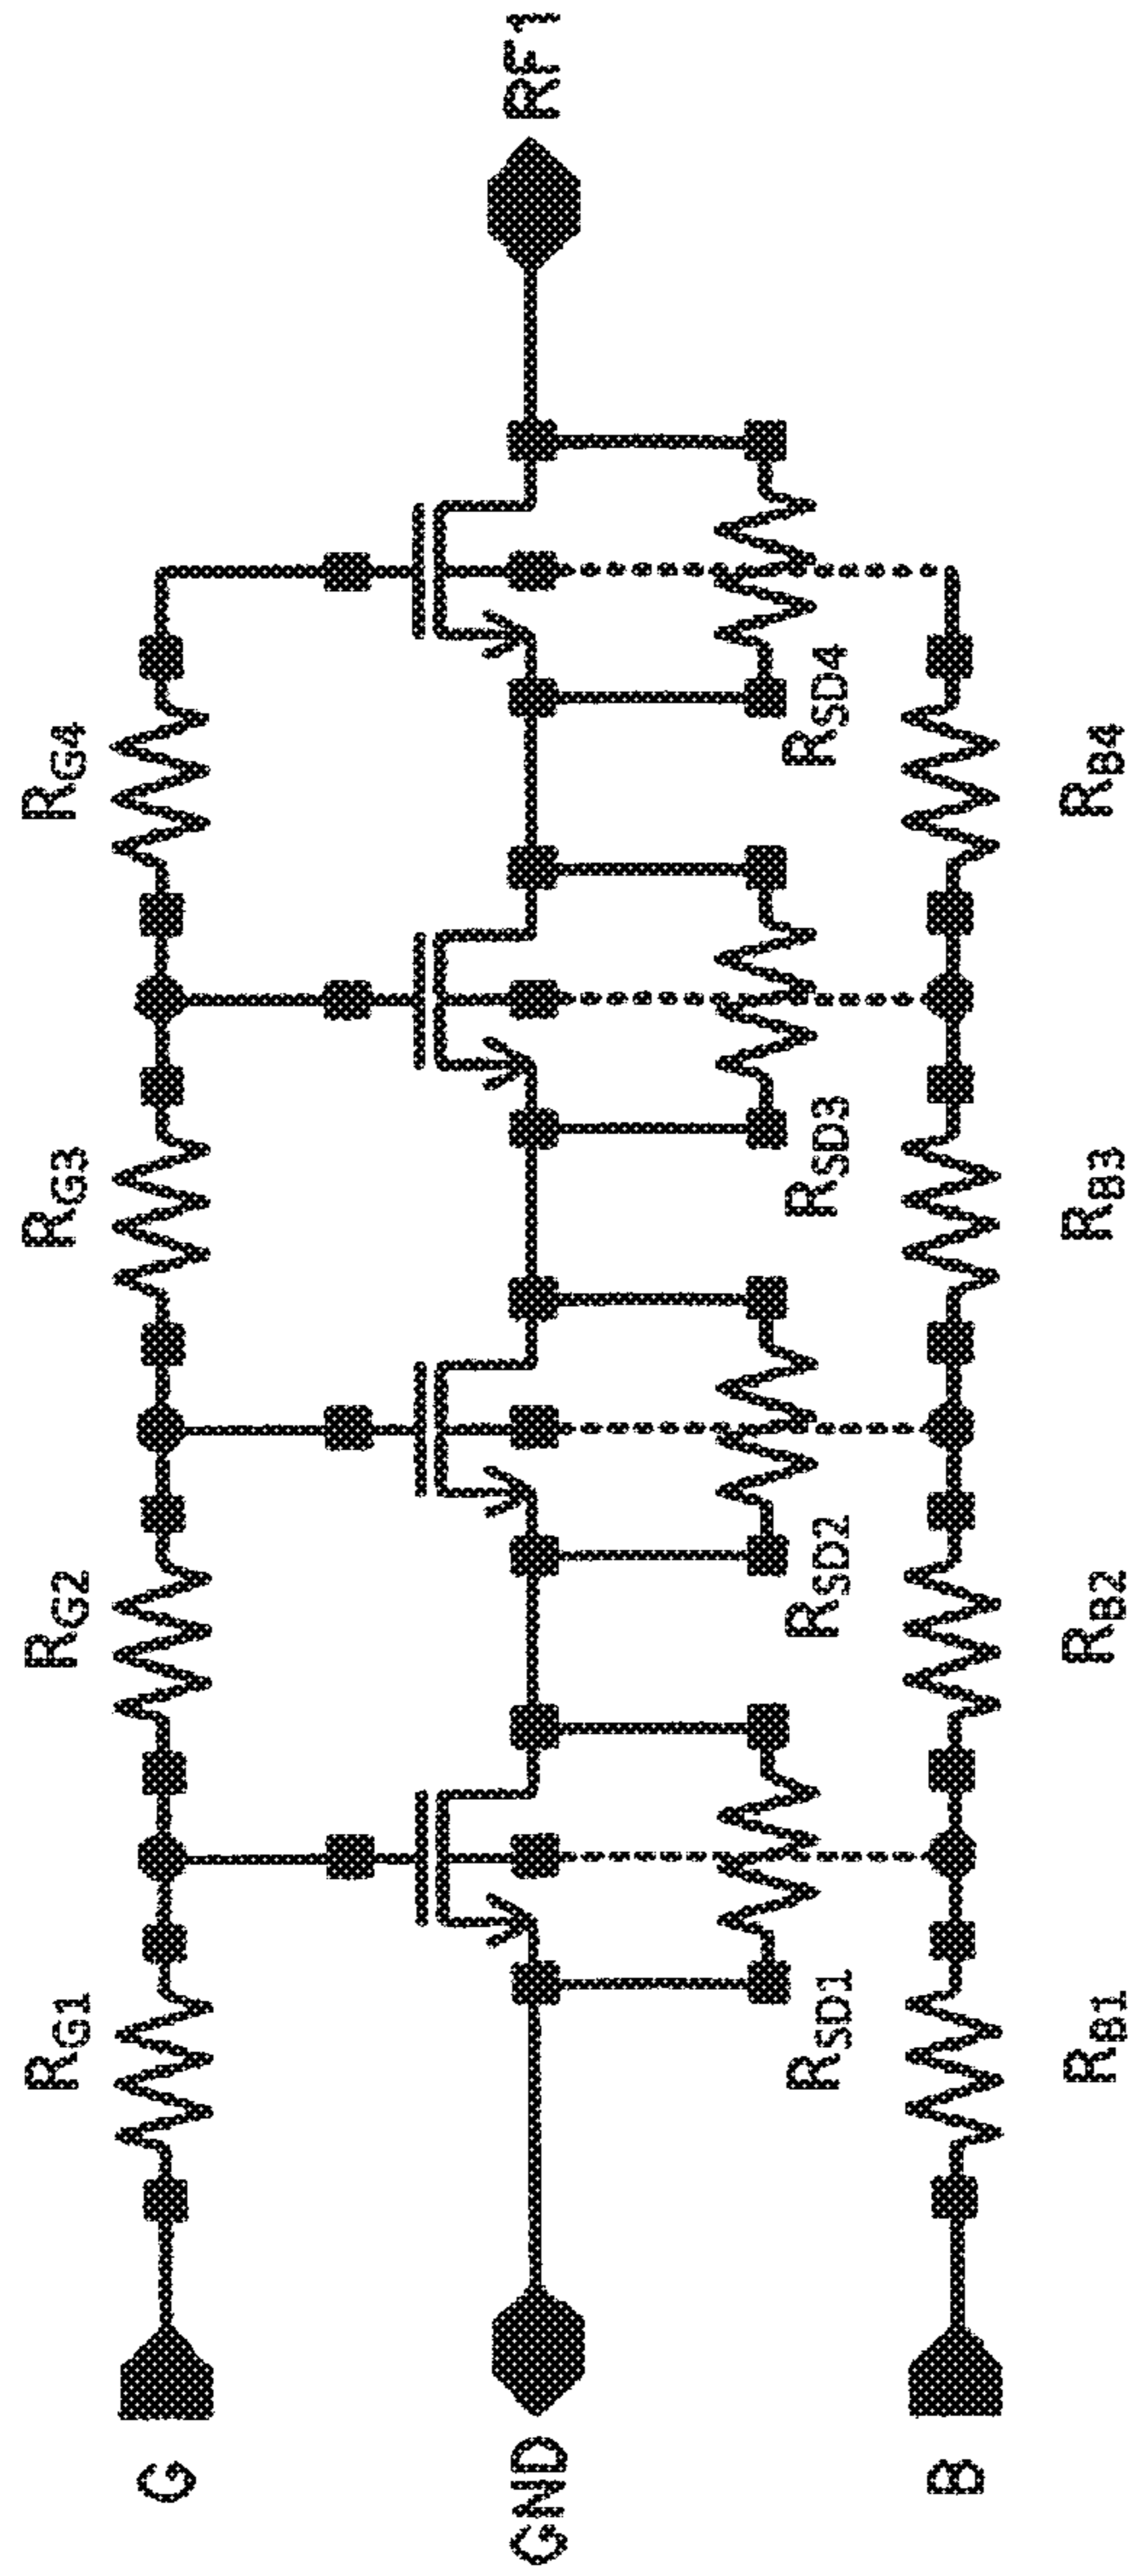 RF1
RG4
RG3
RG2
RG1
G
RSD4
RSD3
RSD2
RSD1
GND
RB4
RB3
RB2
RB1
B